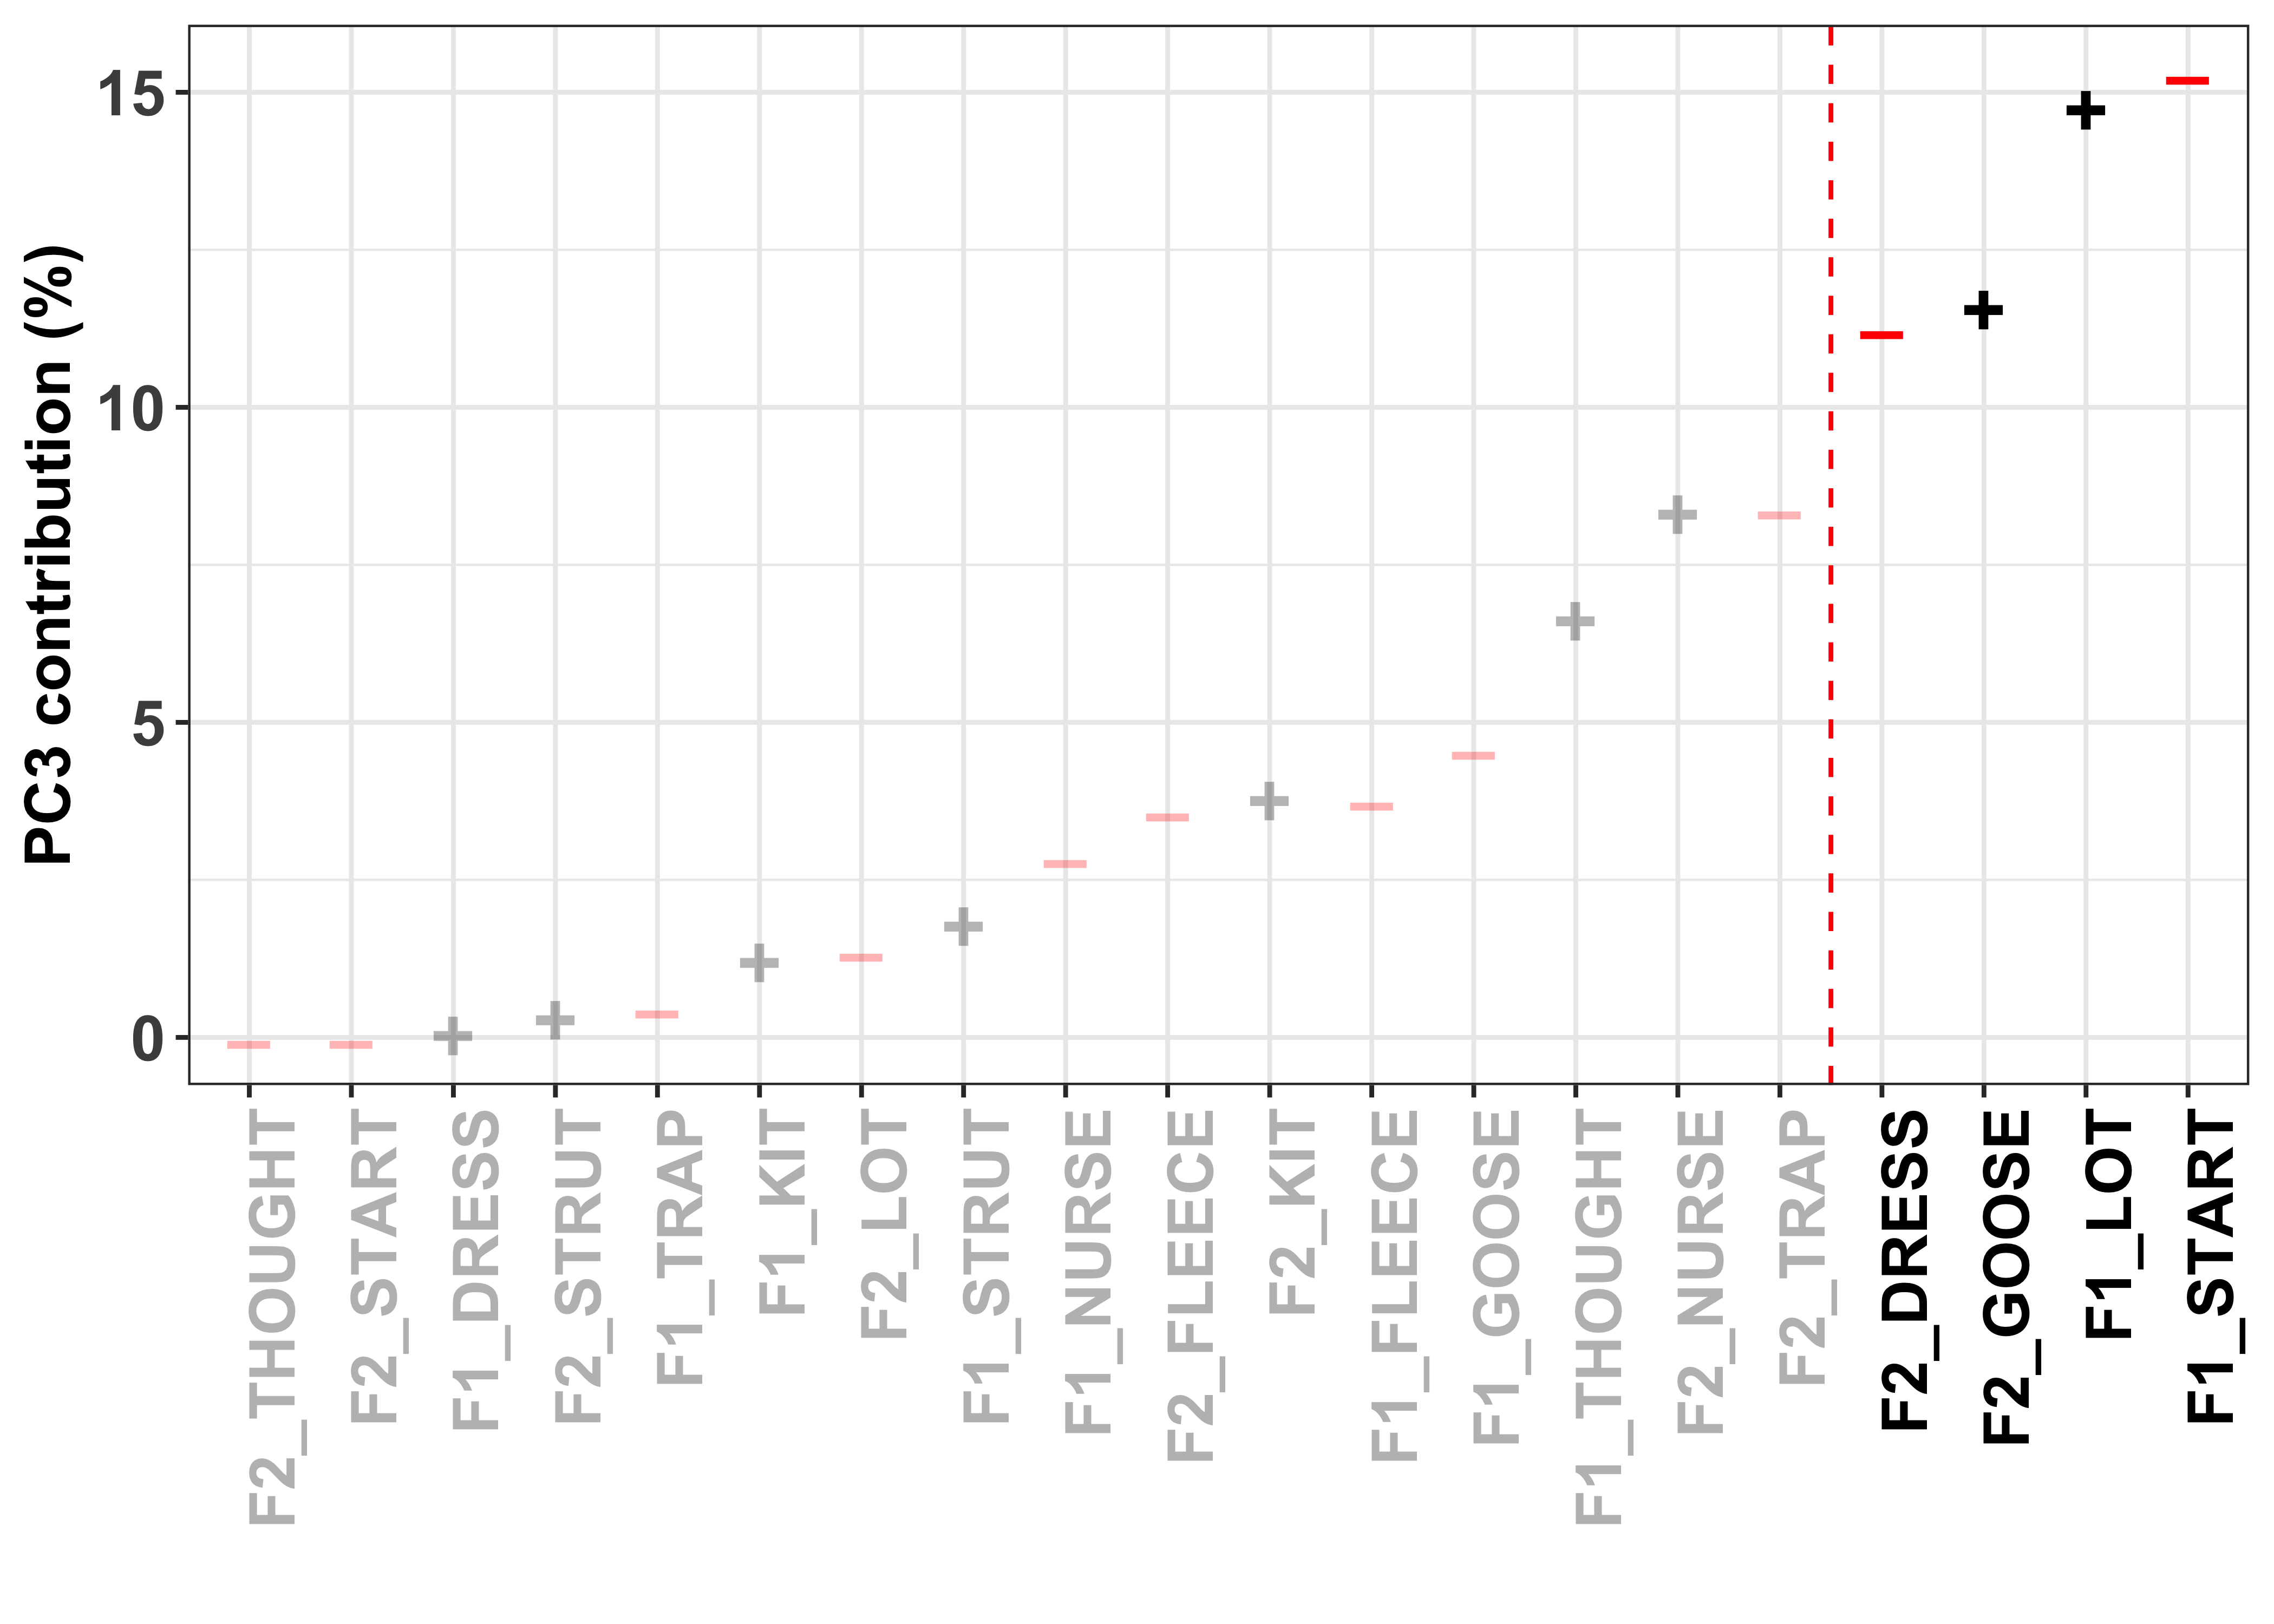 PC3 contribution (%)
15
10
5
0
F2_THOUGHT
F2_START
F1_DRESS
F2_STRUT
F1_TRAP
F1_KIT
F2_LOT
F1_STRUT
F1_NURSE
F2_FLEECE
F2_KIT
F1_FLEECE
F1_GOOSE
F1_THOUGHT
F2_NURSE
F2_TRAP
F2_DRESS
F2_GOOSE
F1_LOT
F1_START